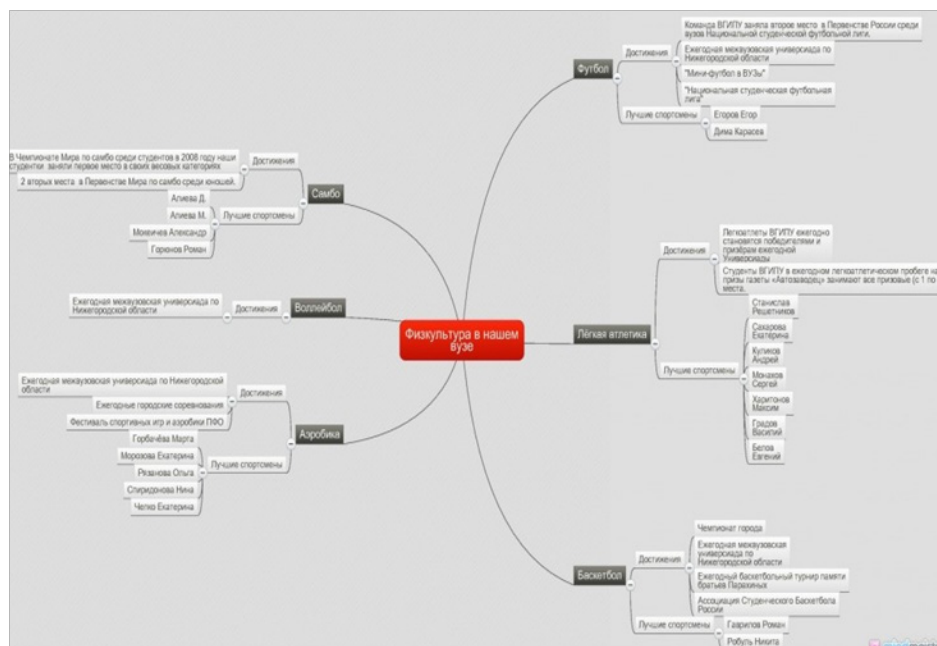 Физкультура в нашем
вузе
Футбол
Достижения
Команда ВГИПУ заняла второе место в Первенстве России среди
вузов Национальной студенческой футбольной лиги.
Ежегодная межвузовская универсиада по
Нижегородской области
"Мини-футбол в ВУЗы"
"Национальная студенческая футбольная
лига"
Лучшие спортсмены
Егоров Егор
Дима Карасев
Лёгкая атлетика
Достижения
Легкоатлеты ВГИПУ ежегодно
становятся победителями и
призёрам ежегодной
Универсиады
Студенты ВГИПУ в ежегодном легкоатлетическом пробеге на
призы газеты «Автозаводец» занимают все призовые (с 1 по
места.
Лучшие спортсмены
Станислав
Решетников
Сахарова
Екатерина
Куликов
Андрей
Монахов
Сергей
Харитонов
Максим
Градов
Василий
Белов
Евгений
Баскетбол
Достижения
Чемпионат города
Ежегодная межвузовская
универсиада по
Нижегородской области
Ежегодный баскетбольный турнир памяти
братьев Парахиных
Ассоциация Студенческого Баскетбола
России
Лучшие спортсмены
Гаврилов Роман
Робуль Никита
Самбо
Достижения
В Чемпионате Мира по самбо среди студентов в 2008 году наши
студентки заняли первое место в своих весовых категориях
2 вторых места в Первенстве Мира по самбо среди юношей.
Лучшие спортсмены
Алиева Д.
Алиева М.
Мокеичев Александр
Горюнов Роман
Воллейбол
Достижения
Ежегодная межвузовская универсиада по
Нижегородской области
Аэробика
Достижения
Ежегодная межвузовская универсиада по Нижегородской
области
Ежегодные городские соревнования
Фестиваль спортивных игр и аэробики ПФО
Лучшие спортсмены
Горбачёва Марта
Морозова Екатерина
Рязанова Ольга
Спиридонова Нина
Чепко Екатерина